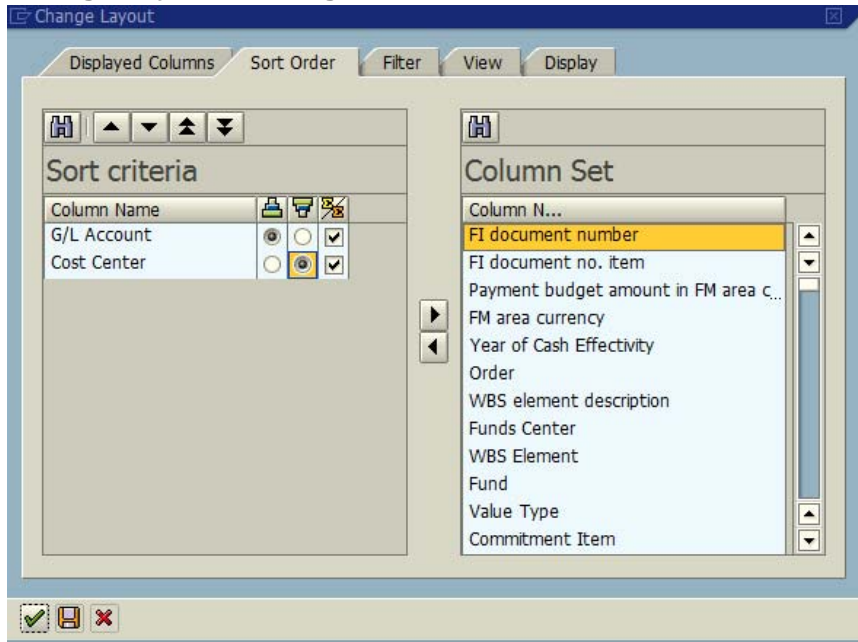 Change Layout
Displayed Columns Sort Order Filter View Display
Sort criteria
Column Name
G/L Account
Cost Center
Column Set
Column N...
FI document number
FI document no. item
Payment budget amount in FM area c...
FM area currency
Year of Cash Effectivity
Order
WBS element description
Funds Center
WBS Element
Fund
Value Type
Commitment Item